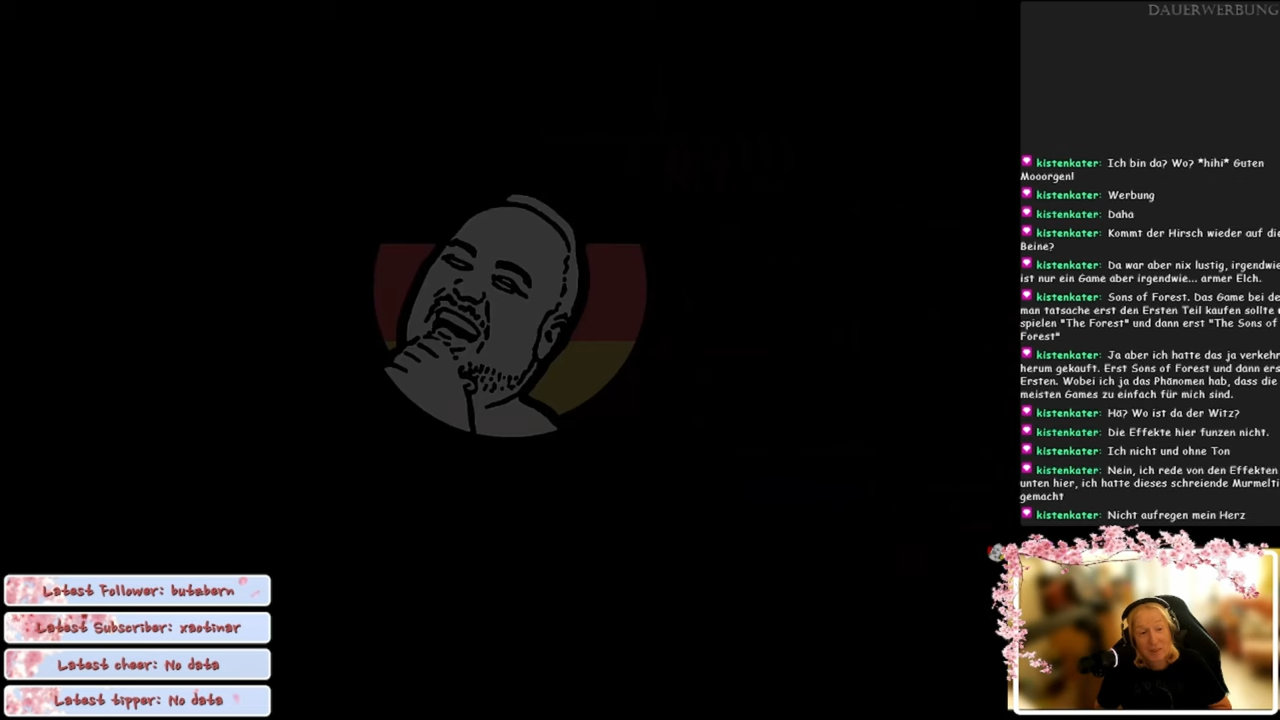 DAUERWERBUNG
kistenkater: Ich bin da? Wo? *hihi* Guten
Mooorgen!
kistenkater: Werbung
kistenkater: Daha
kistenkater: Kommt der Hirsch wieder auf die
Beine?
kistenkater: Da war aber nix lustig, irgendwie
ist nur ein Game aber irgendwie... armer Elch.
kistenkater: Sons of Forest. Das Game bei de
man tatsache erst den Ersten Teil kaufen sollte
spielen "The Forest" und dann erst "The Sons of
Forest"
kistenkater: Ja aber ich hatte das ja verkehr
herum gekauft. Erst Sons of Forest und dann ers
Ersten. Wobei ich ja das Phänomen hab, dass die
meisten Games zu einfach für mich sind.
kistenkater: Hä? Wo ist da der Witz?
kistenkater: Die Effekte hier funzen nicht.
kistenkater: Ich nicht und ohne Ton
kistenkater: Nein, ich rede von den Effekten
unten hier, ich hatte dieses schreiende Murmelti
gemacht
kistenkater: Nicht aufregen mein Herz
Latest Follower: butabern
Latest Subscriber: xaotinar
Latest cheer: No data
Latest tipper: No data